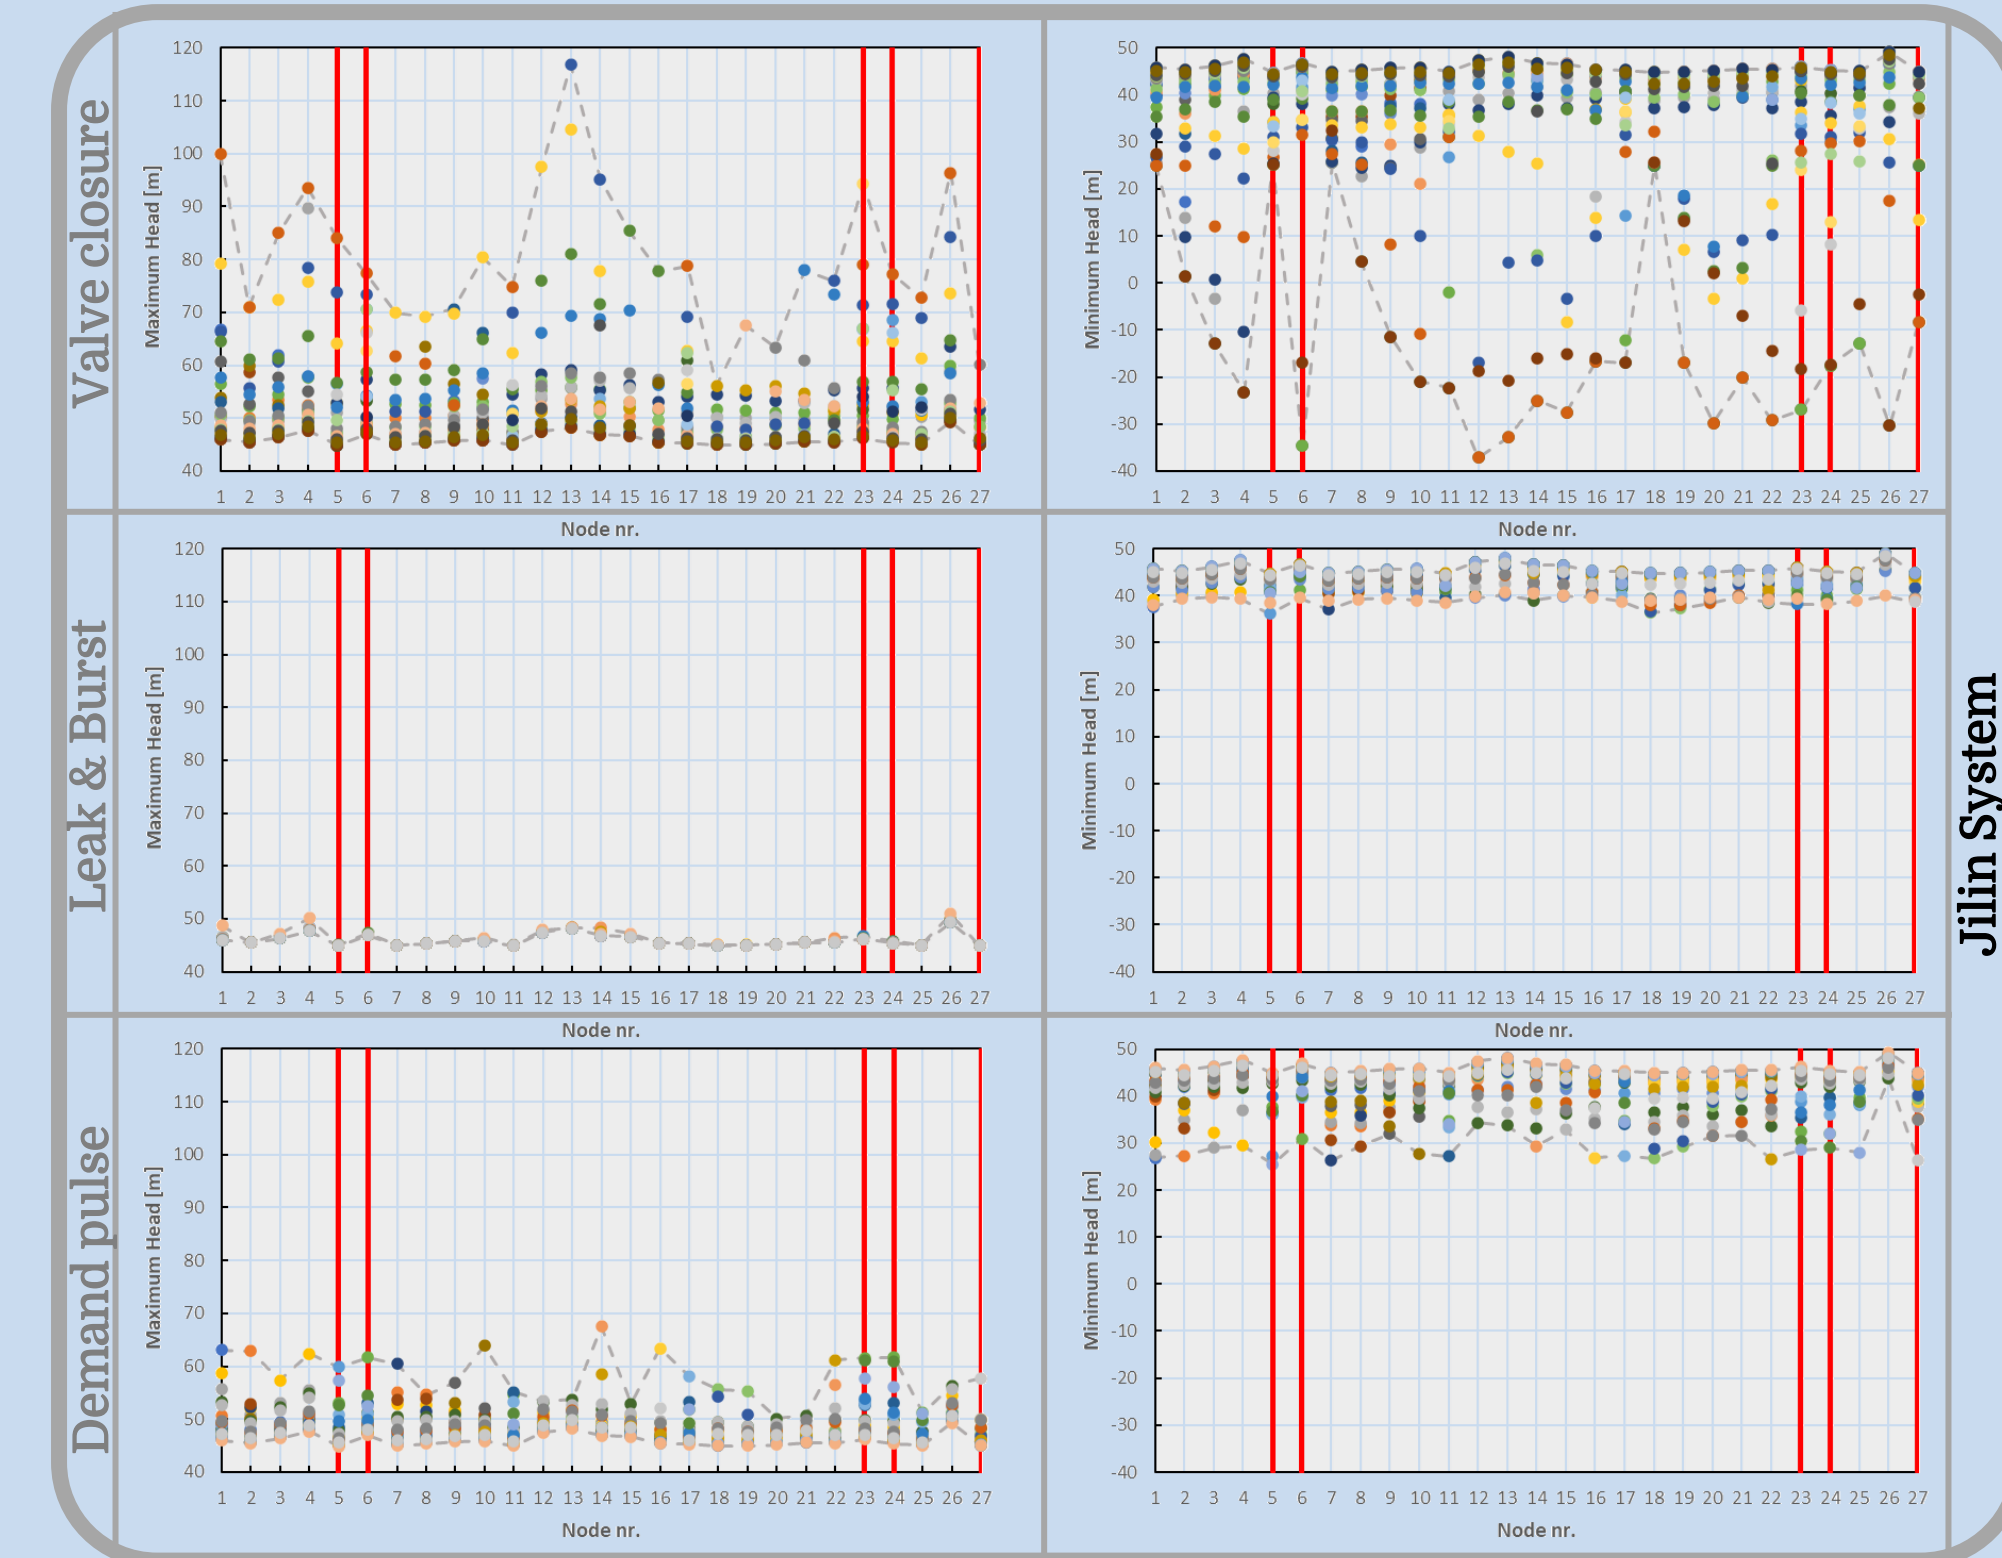 Valve closure
Maximum Head [m]
120
110
100
90
80
70
60
50
40
1 2 3 4 5 6 7 8 9 10 11 12 13 14 15 16 17 18 19 20 21 22 23 24 25 26 27
Node nr.
Minimum Head [m]
50
40
30
20
10
0
-10
-20
-30
-40
1 2 3 4 5 6 7 8 9 10 11 12 13 14 15 16 17 18 19 20 21 22 23 24 25 26 27
Node nr.
Leak & Burst
Maximum Head [m]
120
110
100
90
80
70
60
50
40
1 2 3 4 5 6 7 8 9 10 11 12 13 14 15 16 17 18 19 20 21 22 23 24 25 26 27
Node nr.
Minimum Head [m]
50
40
30
20
10
0
-10
-20
-30
-40
1 2 3 4 5 6 7 8 9 10 11 12 13 14 15 16 17 18 19 20 21 22 23 24 25 26 27
Node nr.
Demand pulse
Maximum Head [m]
120
110
100
90
80
70
60
50
40
1 2 3 4 5 6 7 8 9 10 11 12 13 14 15 16 17 18 19 20 21 22 23 24 25 26 27
Node nr.
Minimum Head [m]
50
40
30
20
10
0
-10
-20
-30
-40
1 2 3 4 5 6 7 8 9 10 11 12 13 14 15 16 17 18 19 20 21 22 23 24 25 26 27
Node nr.
Jilin System